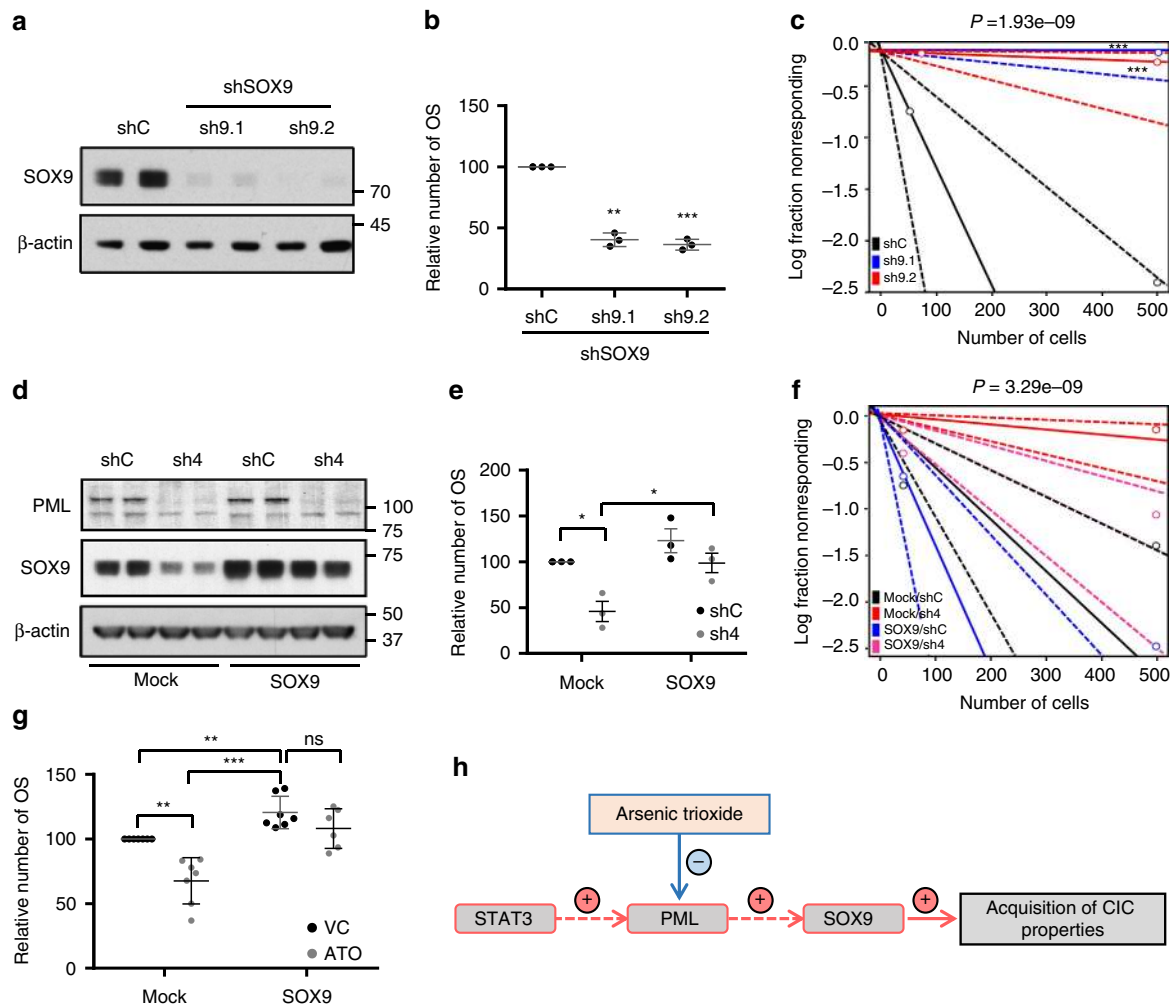 a
shSOX9
shC sh9.1 sh9.2
SOX9
70
45
β-actin
b
Relative number of OS
150
100
50
0
** ***
shC sh9.1 sh9.2
shSOX9
c
P =1.93e–09
Log fraction nonresponding
0.0
–0.5
–1.0
–1.5
–2.0
–2.5
***
***
shC
sh9.1
sh9.2
0 100 200 300 400 500
Number of cells
d
shC sh4 shC sh4
PML
100
75
SOX9
75
β-actin
50
37
Mock SOX9
e
Relative number of OS
200
150
100
50
0
*
*
shC
sh4
Mock SOX9
f
P = 3.29e–09
Log fraction nonresponding
0.0
–0.5
–1.0
–1.5
–2.0
–2.5
Mock/shC
Mock/sh4
SOX9/shC
SOX9/sh4
0 100 200 300 400 500
Number of cells
g
Relative number of OS
150
100
50
0
** ns
***
**
VC
ATO
Mock SOX9
h
Arsenic trioxide
–
STAT3 + PML + SOX9 + Acquisition of CIC
properties